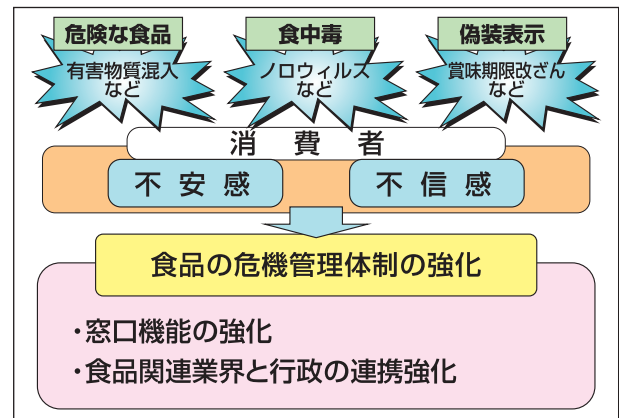 危険な食品
有害物質混入
など
食中毒
ノロウィルス
など
偽装表示
賞味期限改ざん
など
消費者
不安感
不信感
食品の危機管理体制の強化
・窓口機能の強化
・食品関連業界と行政の連携強化